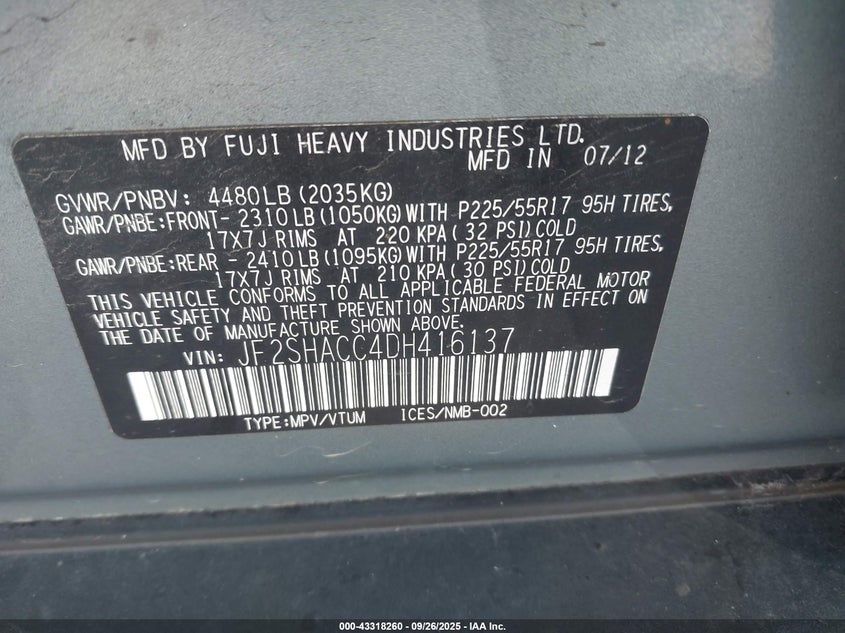 MFD BY FUJI HEAVY INDUSTRIES LTD.
MFD IN 07/12
GVWR/PNBV: 4480LB(2035KG)
GAWR/PNBE:FRONT- 2310LB(1050KG)WITH P225/55R17 95H TIRES,
17X7J RIMS AT 220 KPA( 32 PSI)COLD
GAWR/PNBE:REAR - 2410LB(1095KG)WITH P225/55R17 95H TIRES,
17X7J RIMS AT 210 KPA( 30 PSI)COLD
THIS VEHICLE CONFORMS TO ALL APPLICABLE FEDERAL MOTOR
VEHICLE SAFETY AND THEFT PREVENTION STANDARDS IN EFFECT ON
THE DATE OF MANUFACTURE SHOWN ABOVE.
VIN: JF2SHACC4DH416137
TYPE:MPV/VTUM ICES/NMB-002
000-43318260 - 09/26/2025 - IAA Inc.